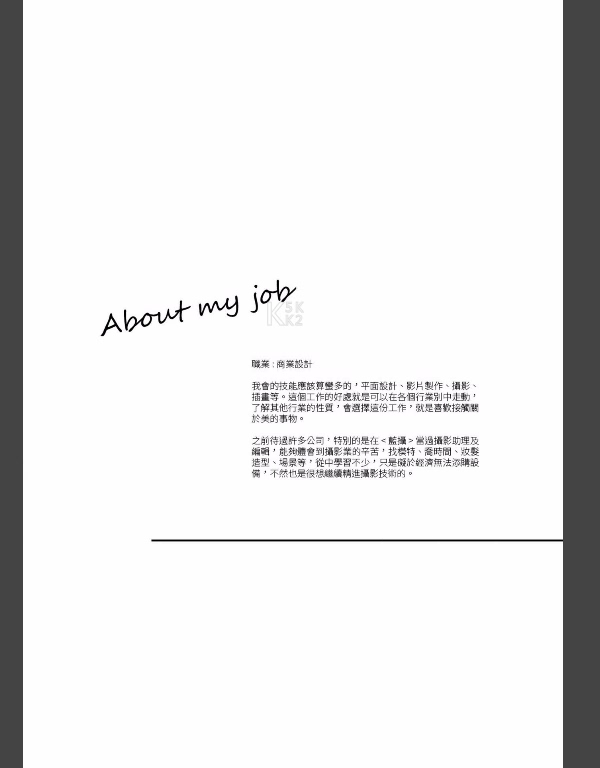 About my job
K5K
K2
職業 : 商業設計
我會的技能應該算蠻多的，平面設計、影片製作、攝影、
插畫等。這個工作的好處就是可以在各個行業別中走動，
了解其他行業的性質，會選擇這份工作，就是喜歡接觸關
於美的事物。
之前待過許多公司，特別的是在＜藍攝＞當過攝影助理及
編輯，能夠體會到攝影業的辛苦，找模特、喬時間、妝髮
造型、場景等，從中學習不少，只是礙於經濟無法添購設
備，不然也是很想繼續精進攝影技術的。